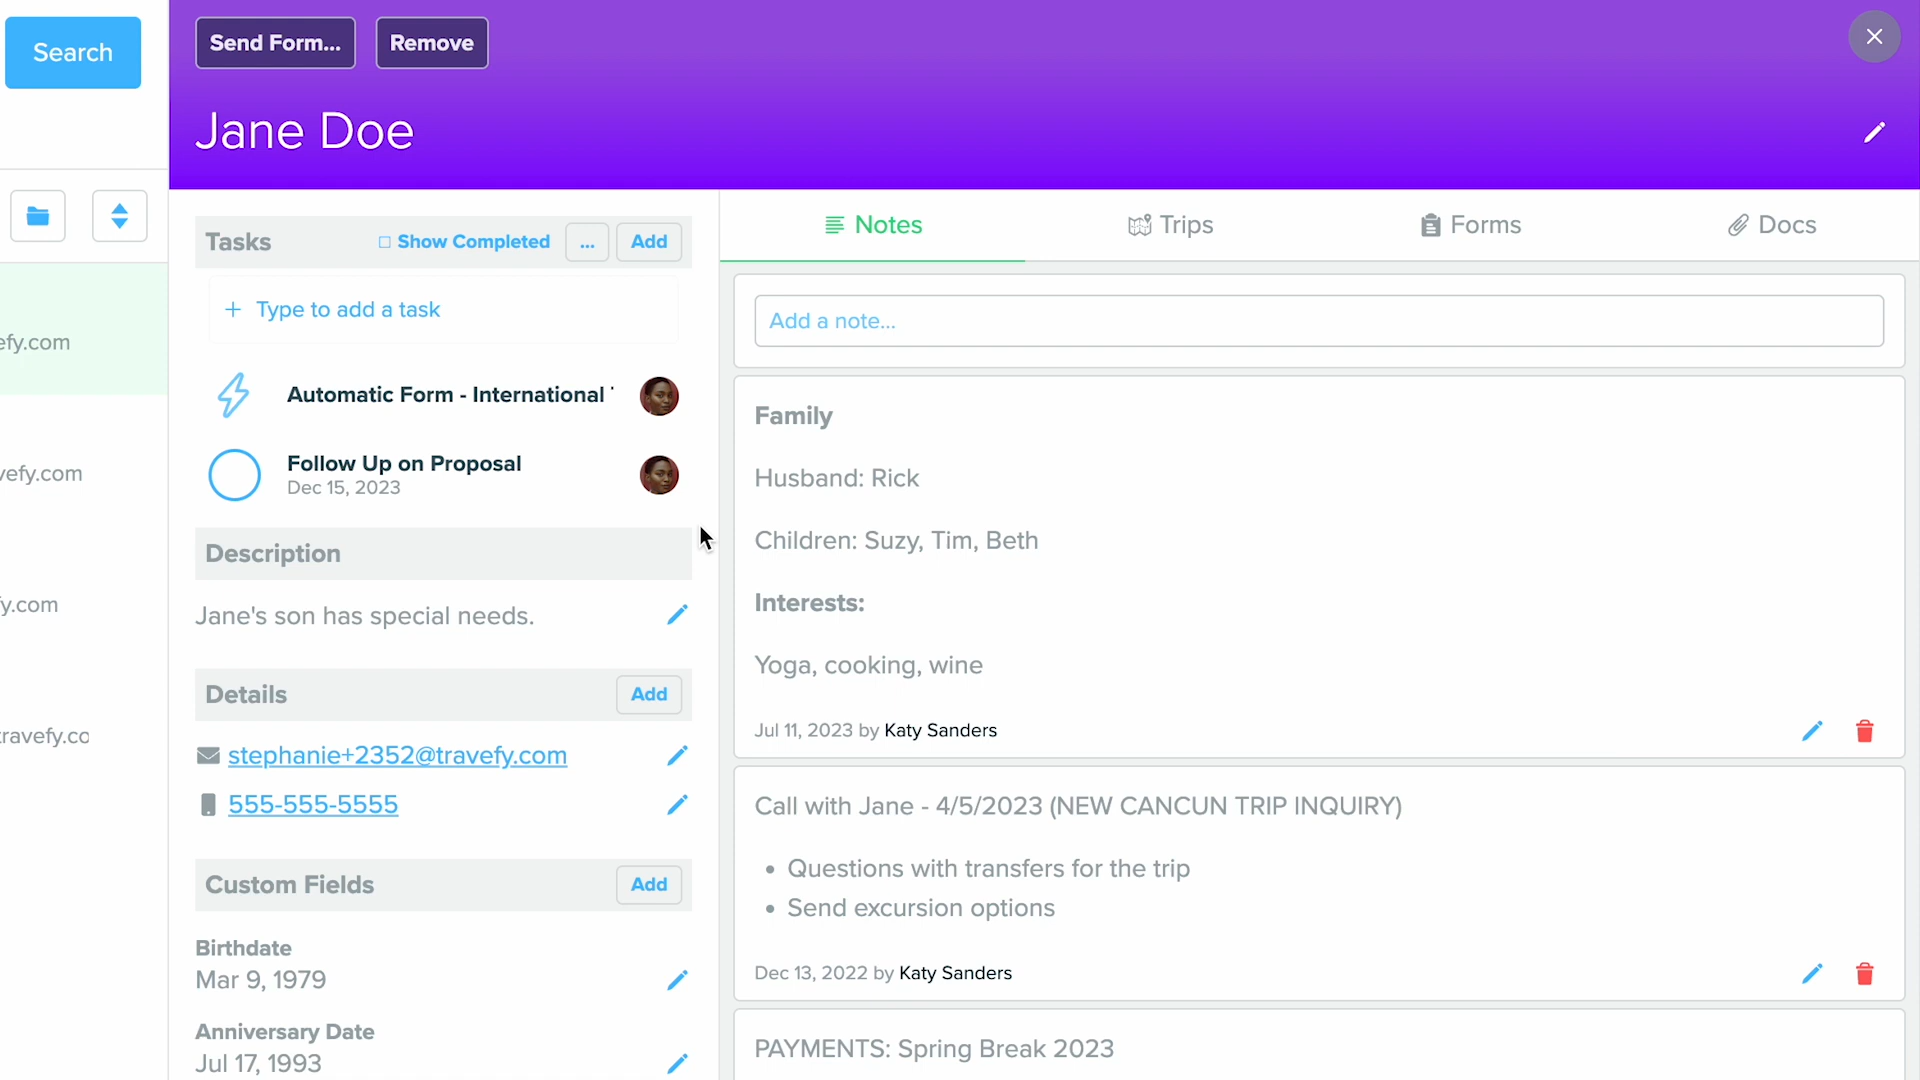 Search
Send Form...
Remove
Jane Doe
efy.com
vefy.com
y.com
travefy.co
Tasks
Show Completed
...
Add
+ Type to add a task
Automatic Form - International
Follow Up on Proposal
Dec 15, 2023
Description
Jane's son has special needs.
Details
Add
stephanie+2352@travefy.com
555-555-5555
Custom Fields
Add
Birthdate
Mar 9, 1979
Anniversary Date
Jul 17, 1993
Notes
Trips
Forms
Docs
Add a note...
Family
Husband: Rick
Children: Suzy, Tim, Beth
Interests:
Yoga, cooking, wine
Jul 11, 2023 by Katy Sanders
Call with Jane - 4/5/2023 (NEW CANCUN TRIP INQUIRY)
• Questions with transfers for the trip
• Send excursion options
Dec 13, 2022 by Katy Sanders
PAYMENTS: Spring Break 2023